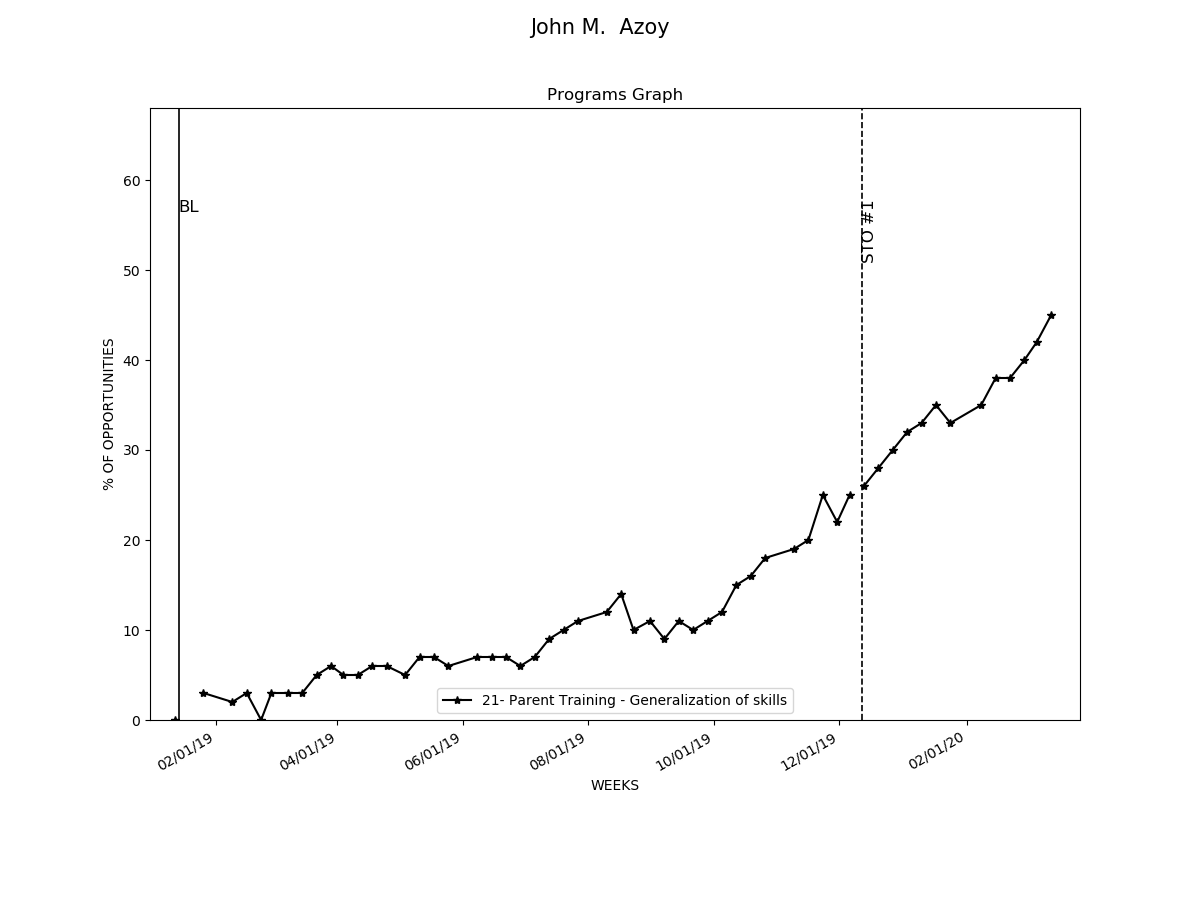 John M.  Azoy
Programs Graph
60
50
40
30
20
10
0
% OF OPPORTUNITIES
BL
STO #1
21- Parent Training - Generalization of skills
02/01/19
04/01/19
06/01/19
08/01/19
10/01/19
12/01/19
02/01/20
WEEKS